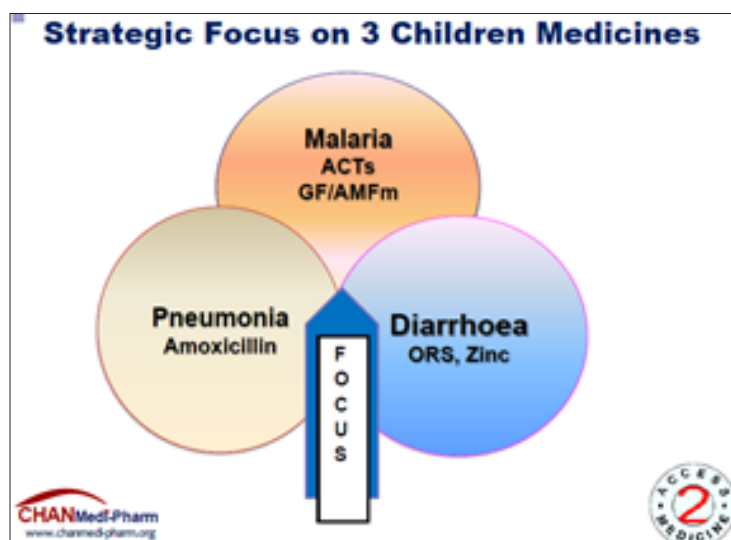 Strategic Focus on 3 Children Medicines
Malaria
ACTs
GF/AMFm
Pneumonia
Amoxicillin
Diarrhoea
ORS, Zinc
F
O
C
U
S
CHANMedi-Pharm
www.chanmedi-pharm.org
ACCESS
2
MEDICINE